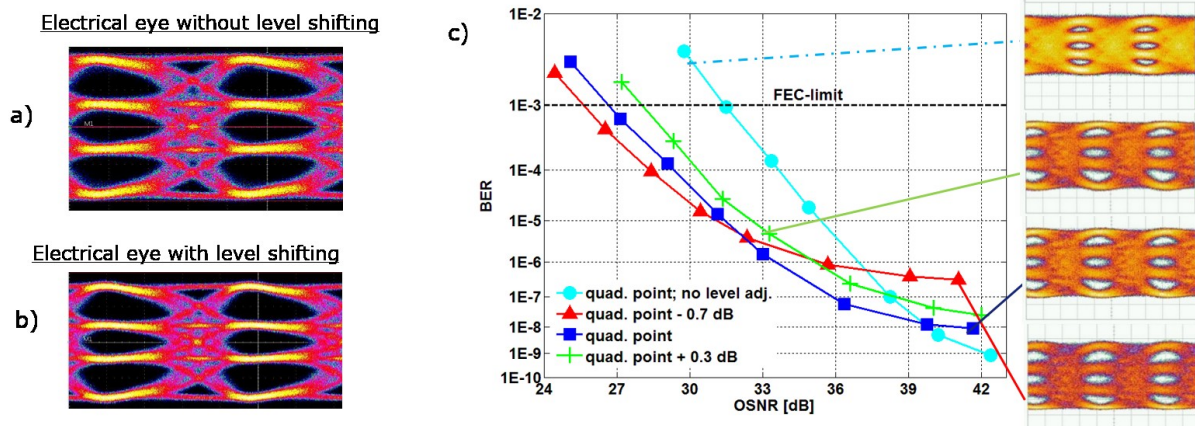 Electrical eye without level shifting
a)
M1
Electrical eye with level shifting
b)
c)
1E-2
1E-3
1E-4
1E-5
1E-6
1E-7
1E-8
1E-9
1E-10
BER
FEC-limit
quad. point; no level adj.
quad. point - 0.7 dB
quad. point
quad. point + 0.3 dB
24 27 30 33 36 39 42
OSNR [dB]